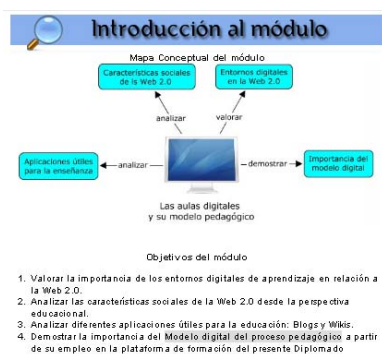 Introducción al módulo
Mapa Conceptual del módulo
Características sociales
de la Web 2.0
Entornos digitales
en la Web 2.0
analizar
valorar
Aplicaciones útiles
para la enseñanza
analizar
demostrar
Importancia del
modelo digital
Las aulas digitales
y su modelo pedagógico
Objetivos del módulo
1. Valorar la importancia de los entornos digitales de aprendizaje en relación a
la Web 2.0.
2. Analizar las características sociales de la Web 2.0 desde la perspectiva
educacional.
3. Analizar diferentes aplicaciones útiles para la educación: Blogs y Wikis.
4. Demostrar la importancia del Modelo digital del proceso pedagógico a partir
de su empleo en la plataforma de formación del presente Diplomado